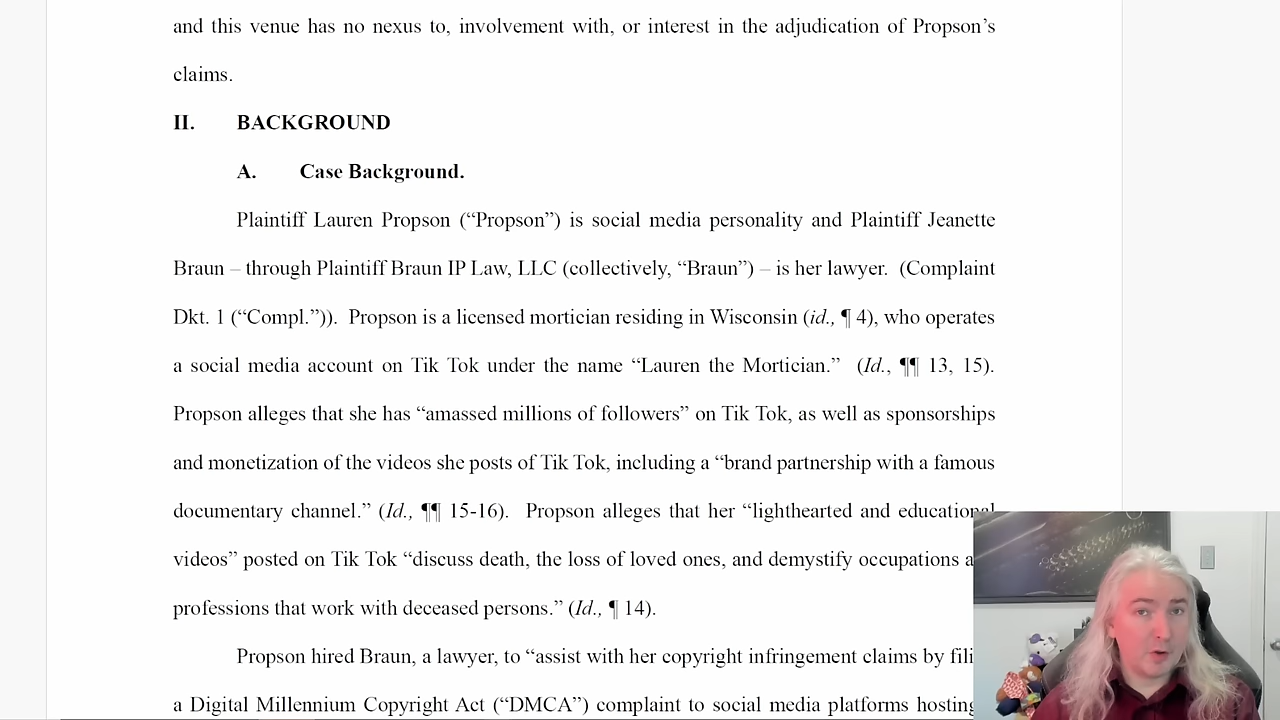 and this venue has no nexus to, involvement with, or interest in the adjudication of Propson’s
claims.
II. BACKGROUND
A. Case Background.
Plaintiff Lauren Propson (“Propson”) is social media personality and Plaintiff Jeanette
Braun – through Plaintiff Braun IP Law, LLC (collectively, “Braun”) – is her lawyer. (Complaint
Dkt. 1 (“Compl.”)). Propson is a licensed mortician residing in Wisconsin (id., ¶ 4), who operates
a social media account on Tik Tok under the name “Lauren the Mortician.” (Id., ¶¶ 13, 15).
Propson alleges that she has “amassed millions of followers” on Tik Tok, as well as sponsorships
and monetization of the videos she posts of Tik Tok, including a “brand partnership with a famous
documentary channel.” (Id., ¶¶ 15-16). Propson alleges that her “lighthearted and educational
videos” posted on Tik Tok “discuss death, the loss of loved ones, and demystify occupations
professions that work with deceased persons.” (Id., ¶ 14).
Propson hired Braun, a lawyer, to “assist with her copyright infringement claims by
a Digital Millennium Copyright Act (“DMCA”) complaint to social media platforms hosting